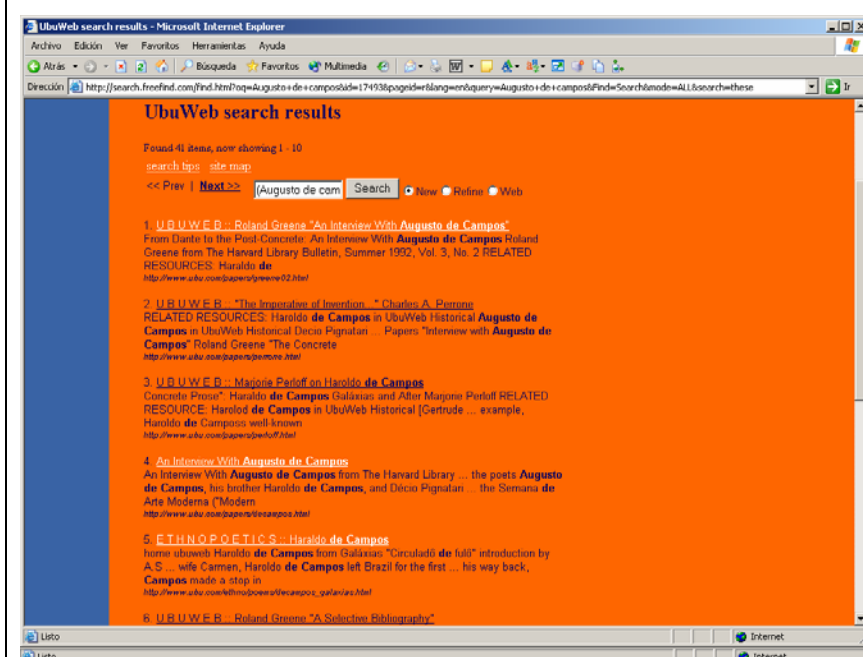 UbuWeb search results - Microsoft Internet Explorer
Archivo Edición Ver Favoritos Herramientas Ayuda
Atrás Búsqueda Favoritos Multimedia
Dirección http://search.freefind.com/find.html?oq=Augusto+de+campos&id=17493&pageid=r&lang=en&query=Augusto+de+campos&Find=Search&mode=ALL&search=these Ir
UbuWeb search results
Found 41 items, now showing 1 - 10
search tips site map
<< Prev | Next >> (Augusto de cam Search New Refine Web
1. U B U W E B :: Roland Greene "An Interview With Augusto de Campos"
From Dante to the Post-Concrete: An Interview With Augusto de Campos Roland
Greene from The Harvard Library Bulletin, Summer 1992, Vol. 3, No. 2 RELATED
RESOURCES: Haraldo de
http://www.ubu.com/papers/greene02.html
2. U B U W E B :: "The Imperative of Invention..." Charles A. Perrone
RELATED RESOURCES: Haroldo de Campos in UbuWeb Historical Augusto de
Campos in UbuWeb Historical Decio Pignatari ... Papers "Interview with Augusto de
Campos" Roland Greene "The Concrete
http://www.ubu.com/papers/perrone.html
3. U B U W E B :: Marjorie Perloff on Haroldo de Campos
Concrete Prose": Haraldo de Campos Galáxias and After Marjorie Perloff RELATED
RESOURCE: Harolod de Campos in UbuWeb Historical [Gertrude ... example,
Haroldo de Camposs well-known
http://www.ubu.com/papers/perloff.html
4. An Interview With Augusto de Campos
An Interview With Augusto de Campos from The Harvard Library ... the poets Augusto
de Campos, his brother Haroldo de Campos, and Décio Pignatari ... the Semana de
Arte Moderna ("Modern
http://www.ubu.com/papers/decampos.html
5. E T H N O P O E T I C S :: Haraldo de Campos
home ubuweb Haroldo de Campos from Galáxias "Circuladô de fulô" introduction by
A.S ... wife Carmen, Haroldo de Campos left Brazil for the first ... his way back,
Campos made a stop in
http://www.ubu.com/ethno/poems/decampos_galaxias.html
6. U B U W E B :: Roland Greene "A Selective Bibliography"
Listo Internet
Listo Internet